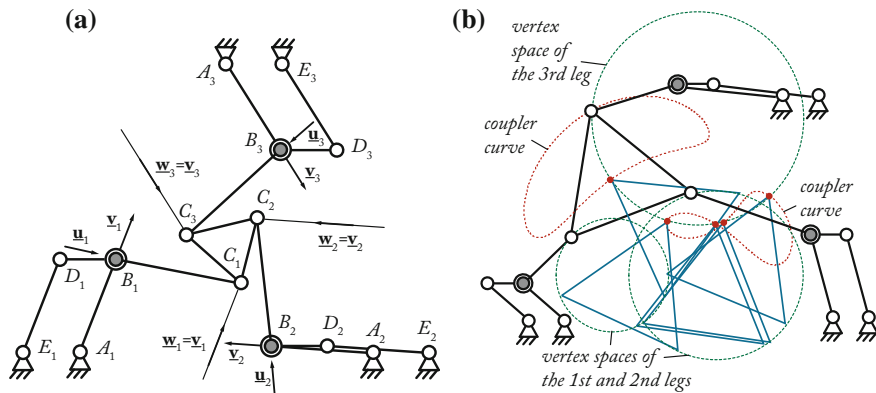 (a)
A3
E3
B3
u3
D3
v3
w3=v3
C2
C3
v1
C1
w2=v2
u1
D1
B1
B2
D2
A2
E2
w1=v1
v2
E1
A1
u2
(b)
vertex
space of
the 3rd leg
coupler
curve
coupler
curve
vertex spaces of
the 1st and 2nd legs